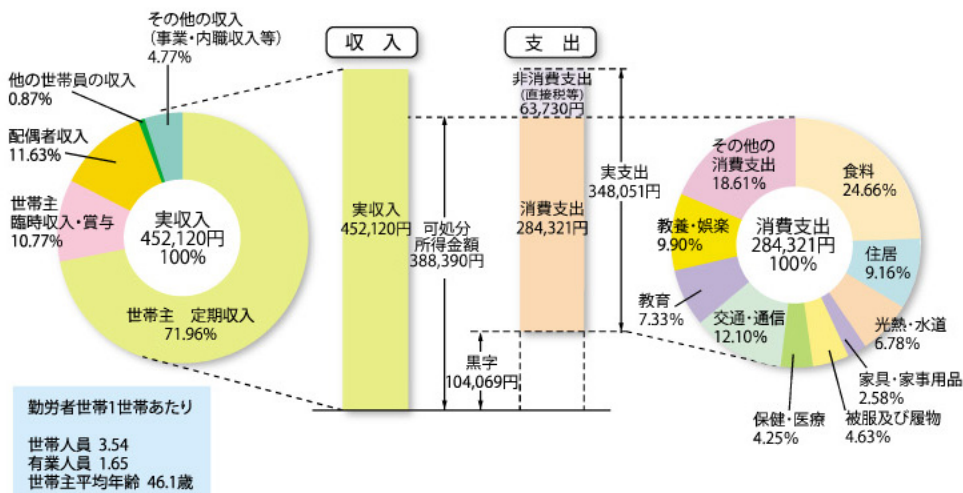 その他の収入
(事業・内職収入等)
4.77%
他の世帯員の収入
0.87%
配偶者収入
11.63%
世帯主
臨時収入・賞与
10.77%
実収入
452,120円
100%
世帯主 定期収入
71.96%
収 入
実収入
452,120円
可処分
所得金額
388,390円
支 出
非消費支出
(直接税等)
63,730円
消費支出
284,321円
実支出
348,051円
黒字
104,069円
その他の
消費支出
18.61%
食料
24.66%
教養・娯楽
9.90%
消費支出
284,321円
100%
住居
9.16%
教育
7.33%
交通・通信
12.10%
光熱・水道
6.78%
家具・家事用品
2.58%
保健・医療
4.25%
被服及び履物
4.63%
勤労者世帯1世帯あたり
世帯人員 3.54
有業人員 1.65
世帯主平均年齢 46.1歳